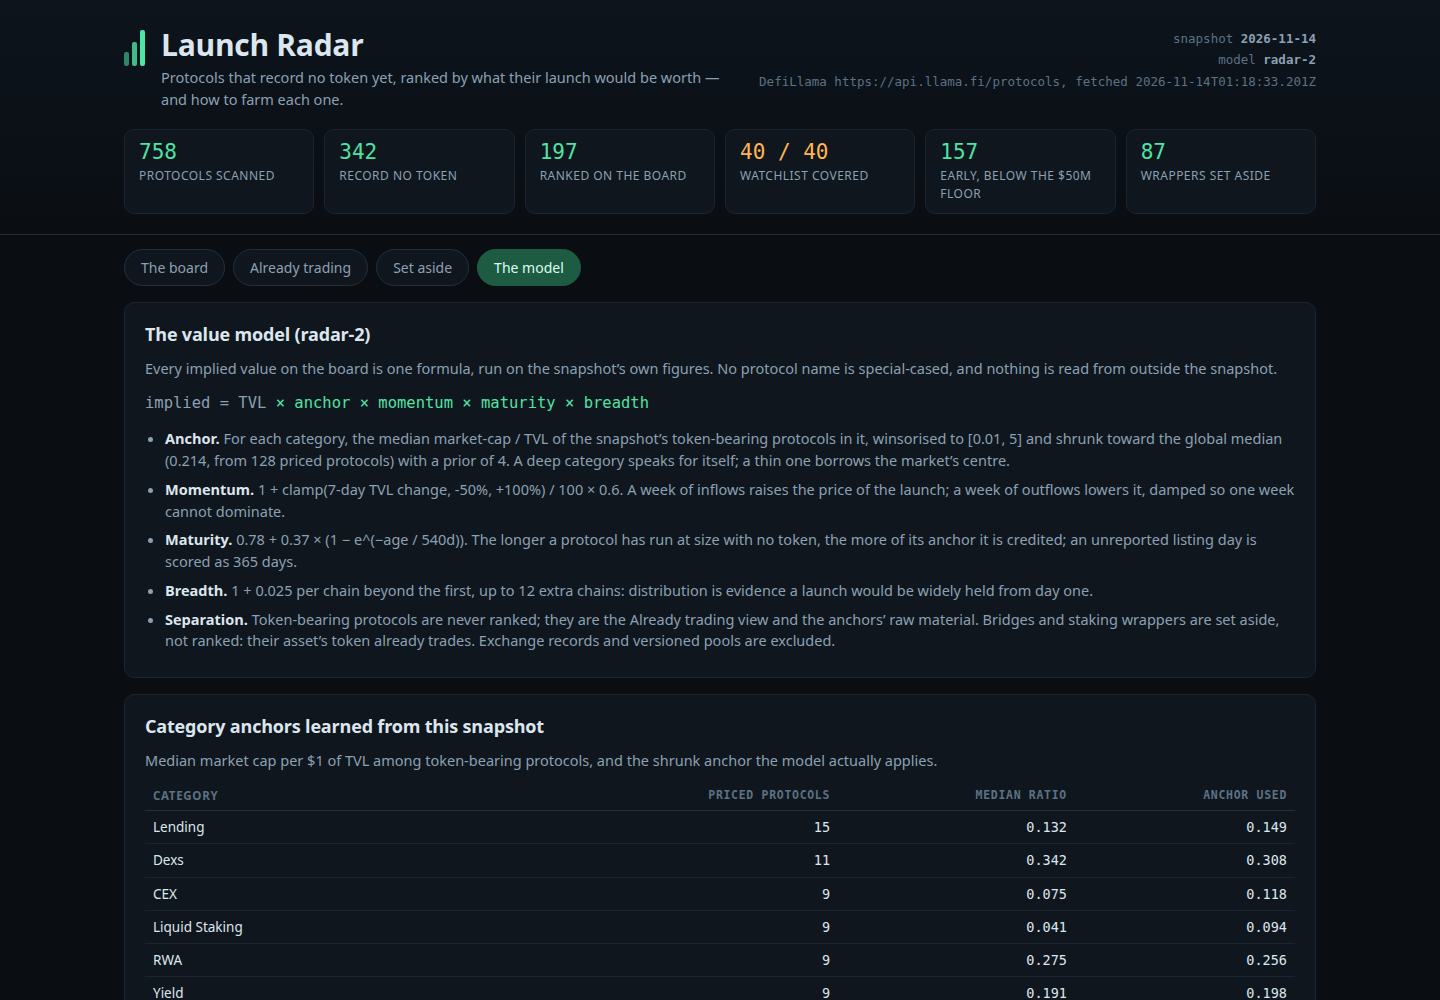 Launch Radar
Protocols that record no token yet, ranked by what their launch would be worth —
and how to farm each one.
snapshot 2026-11-14
model radar-2
DefiLlama https://api.llama.fi/protocols, fetched 2026-11-14T01:18:33.201Z
758
PROTOCOLS SCANNED
342
RECORD NO TOKEN
197
RANKED ON THE BOARD
40 / 40
WATCHLIST COVERED
157
EARLY, BELOW THE $50M
FLOOR
87
WRAPPERS SET ASIDE
The board
Already trading
Set aside
The model
The value model (radar-2)
Every implied value on the board is one formula, run on the snapshot’s own figures. No protocol name is special-cased, and nothing is read from outside the snapshot.
implied = TVL × anchor × momentum × maturity × breadth
• Anchor. For each category, the median market-cap / TVL of the snapshot’s token-bearing protocols in it, winsorised to [0.01, 5] and shrunk toward the global median
(0.214, from 128 priced protocols) with a prior of 4. A deep category speaks for itself; a thin one borrows the market’s centre.
• Momentum. 1 + clamp(7-day TVL change, -50%, +100%) / 100 × 0.6. A week of inflows raises the price of the launch; a week of outflows lowers it, damped so one week
cannot dominate.
• Maturity. 0.78 + 0.37 × (1 − e^(−age / 540d)). The longer a protocol has run at size with no token, the more of its anchor it is credited; an unreported listing day is
scored as 365 days.
• Breadth. 1 + 0.025 per chain beyond the first, up to 12 extra chains: distribution is evidence a launch would be widely held from day one.
• Separation. Token-bearing protocols are never ranked; they are the Already trading view and the anchors’ raw material. Bridges and staking wrappers are set aside,
not ranked: their asset’s token already trades. Exchange records and versioned pools are excluded.
Category anchors learned from this snapshot
Median market cap per $1 of TVL among token-bearing protocols, and the shrunk anchor the model actually applies.
CATEGORY PRICED PROTOCOLS MEDIAN RATIO ANCHOR USED
Lending 15 0.132 0.149
Dexs 11 0.342 0.308
CEX 9 0.075 0.118
Liquid Staking 9 0.041 0.094
RWA 9 0.275 0.256
Yield 9 0.191 0.198